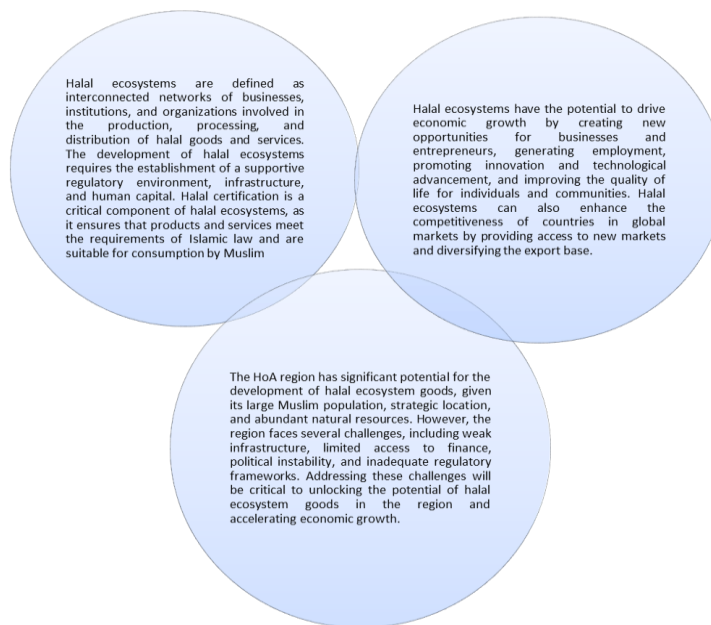 Halal ecosystems are defined as
interconnected networks of businesses,
institutions, and organizations involved in
the production, processing, and
distribution of halal goods and services.
The development of halal ecosystems
requires the establishment of a supportive
regulatory environment, infrastructure,
and human capital. Halal certification is a
critical component of halal ecosystems, as
it ensures that products and services meet
the requirements of Islamic law and are
suitable for consumption by Muslim
Halal ecosystems have the potential to drive
economic growth by creating new
opportunities for businesses and
entrepreneurs, generating employment,
promoting innovation and technological
advancement, and improving the quality of
life for individuals and communities. Halal
ecosystems can also enhance the
competitiveness of countries in global
markets by providing access to new markets
and diversifying the export base.
The HoA region has significant potential for the
development of halal ecosystem goods, given
its large Muslim population, strategic location,
and abundant natural resources. However, the
region faces several challenges, including weak
infrastructure, limited access to finance,
political instability, and inadequate regulatory
frameworks. Addressing these challenges will
be critical to unlocking the potential of halal
ecosystem goods in the region and
accelerating economic growth.